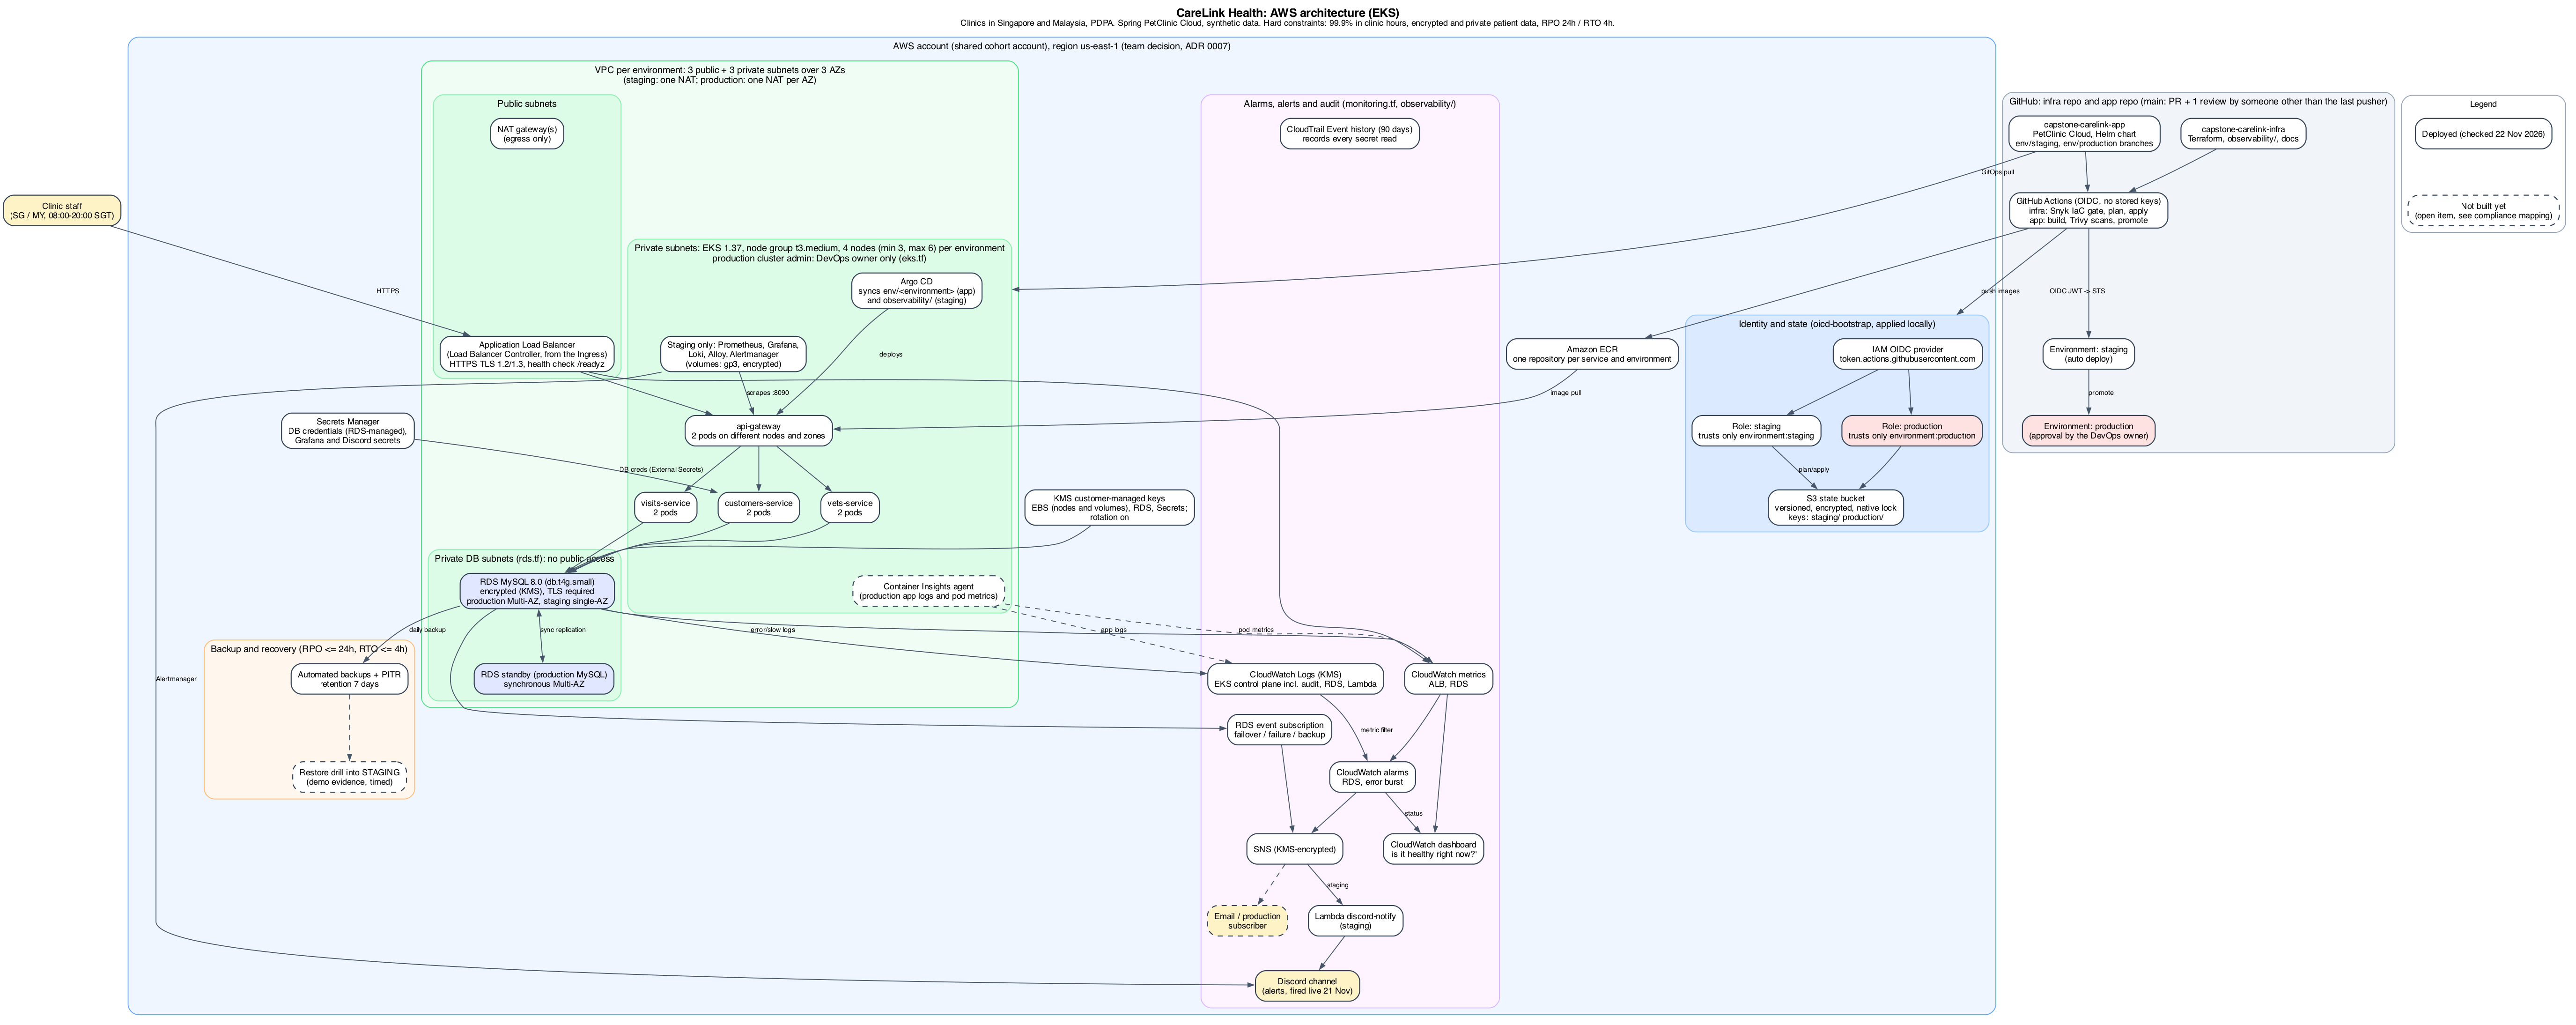 CareLink Health: AWS architecture (EKS)
Clinics in Singapore and Malaysia, PDPA. Spring PetClinic Cloud, synthetic data. Hard constraints: 99.9% in clinic hours, encrypted and private patient data, RPO 24h / RTO 4h.
AWS account (shared cohort account), region us-east-1 (team decision, ADR 0007)
VPC per environment: 3 public + 3 private subnets over 3 AZs
(staging: one NAT; production: one NAT per AZ)
Public subnets
NAT gateway(s)
(egress only)
Clinic staff
(SG / MY, 08:00-20:00 SGT)
HTTPS
Application Load Balancer
(Load Balancer Controller, from the Ingress)
HTTPS TLS 1.2/1.3, health check /readyz
Private subnets: EKS 1.37, node group t3.medium, 4 nodes (min 3, max 6) per environment
production cluster admin: DevOps owner only (eks.tf)
Argo CD
syncs env/<environment> (app)
and observability/ (staging)
Staging only: Prometheus, Grafana,
Loki, Alloy, Alertmanager
(volumes: gp3, encrypted)
deploys
scrapes :8090
api-gateway
2 pods on different nodes and zones
Secrets Manager
DB credentials (RDS-managed),
Grafana and Discord secrets
DB creds (External Secrets)
visits-service
2 pods
customers-service
2 pods
vets-service
2 pods
KMS customer-managed keys
EBS (nodes and volumes), RDS, Secrets;
rotation on
Private DB subnets (rds.tf): no public access
RDS MySQL 8.0 (db.t4g.small)
encrypted (KMS), TLS required
production Multi-AZ, staging single-AZ
Container Insights agent
(production app logs and pod metrics)
daily backup
sync replication
error/slow logs
app logs
pod metrics
RDS standby (production MySQL)
synchronous Multi-AZ
Backup and recovery (RPO <= 24h, RTO <= 4h)
Automated backups + PITR
retention 7 days
Restore drill into STAGING
(demo evidence, timed)
Alertmanager
Alarms, alerts and audit (monitoring.tf, observability/)
CloudTrail Event history (90 days)
records every secret read
CloudWatch Logs (KMS)
EKS control plane incl. audit, RDS, Lambda
CloudWatch metrics
ALB, RDS
RDS event subscription
failover / failure / backup
metric filter
CloudWatch alarms
RDS, error burst
status
SNS (KMS-encrypted)
CloudWatch dashboard
'is it healthy right now?'
staging
Email / production
subscriber
Lambda discord-notify
(staging)
Discord channel
(alerts, fired live 21 Nov)
Amazon ECR
one repository per service and environment
image pull
Identity and state (oicd-bootstrap, applied locally)
IAM OIDC provider
token.actions.githubusercontent.com
Role: staging
trusts only environment:staging
Role: production
trusts only environment:production
plan/apply
S3 state bucket
versioned, encrypted, native lock
keys: staging/ production/
GitHub: infra repo and app repo (main: PR + 1 review by someone other than the last pusher)
capstone-carelink-app
PetClinic Cloud, Helm chart
env/staging, env/production branches
capstone-carelink-infra
Terraform, observability/, docs
GitOps pull
GitHub Actions (OIDC, no stored keys)
infra: Snyk IaC gate, plan, apply
app: build, Trivy scans, promote
push images
OIDC JWT -> STS
Environment: staging
(auto deploy)
promote
Environment: production
(approval by the DevOps owner)
Legend
Deployed (checked 22 Nov 2026)
Not built yet
(open item, see compliance mapping)